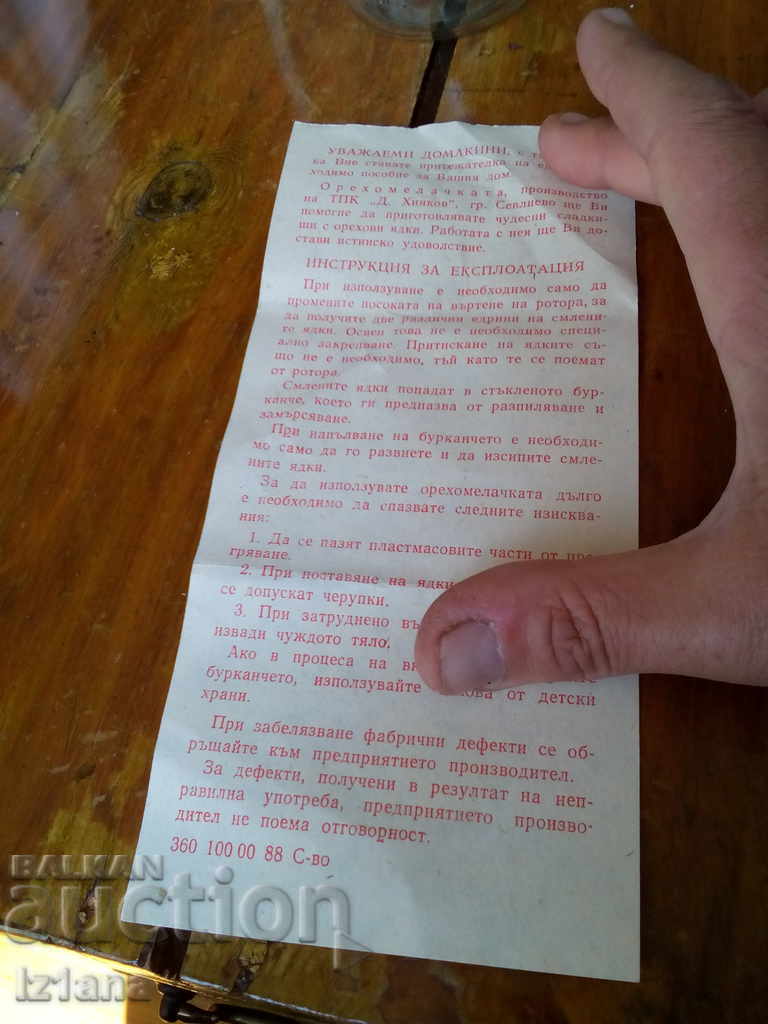 УВАЖАЕМИ ДОМАКИНИ, с
ка Вие ставате притежателка на
ходимо пособие за Вашия дом.
Орехомелачката, производство
на ТПК „Д. Хинков", гр. Севлиево ще Ви
помогне да приготовлявате чудесни сладки-
ши с орехови ядки. Работата с нея ще Ви до-
стави истинско удоволствие.
ИНСТРУКЦИЯ ЗА ЕКСПЛОАТАЦИЯ
При използуване е необходимо само да
промените посоката на въртене на ротора, за
да получите две различни едрини на смлени-
те ядки. Освен това не е необходимо специ-
ално закрепване. Притискане на ядките съ-
що не е необходимо, тъй като те се поемат
от ротора.
Смлените ядки попадат в стъкленото бур-
канче, което ги предпазва от разпиляване и
замърсяване.
При напълване на бурканчето е необходи-
мо само да го развиете и да изсипите смле-
ните ядки.
За да използувате орехомелачката дълго
е необходимо да спазвате следните изисква-
ния:
1. Да се пазят пластмасовите части от
гряване.
2. При поставяне на ядки
се допускат черупки.
3. При затруднено
извади чуждото тяло.
Ако в процеса на
бурканчето, използувайте от детски
храни.
При забелязване фабрични дефекти се об-
ръщайте към предприятието производител.
За дефекти, получени в резултат на неп-
равилна употреба, предприятието произво-
дител не поема отговорност.
360 100 00 88 С-во
BALKAN
auction
iz1ana